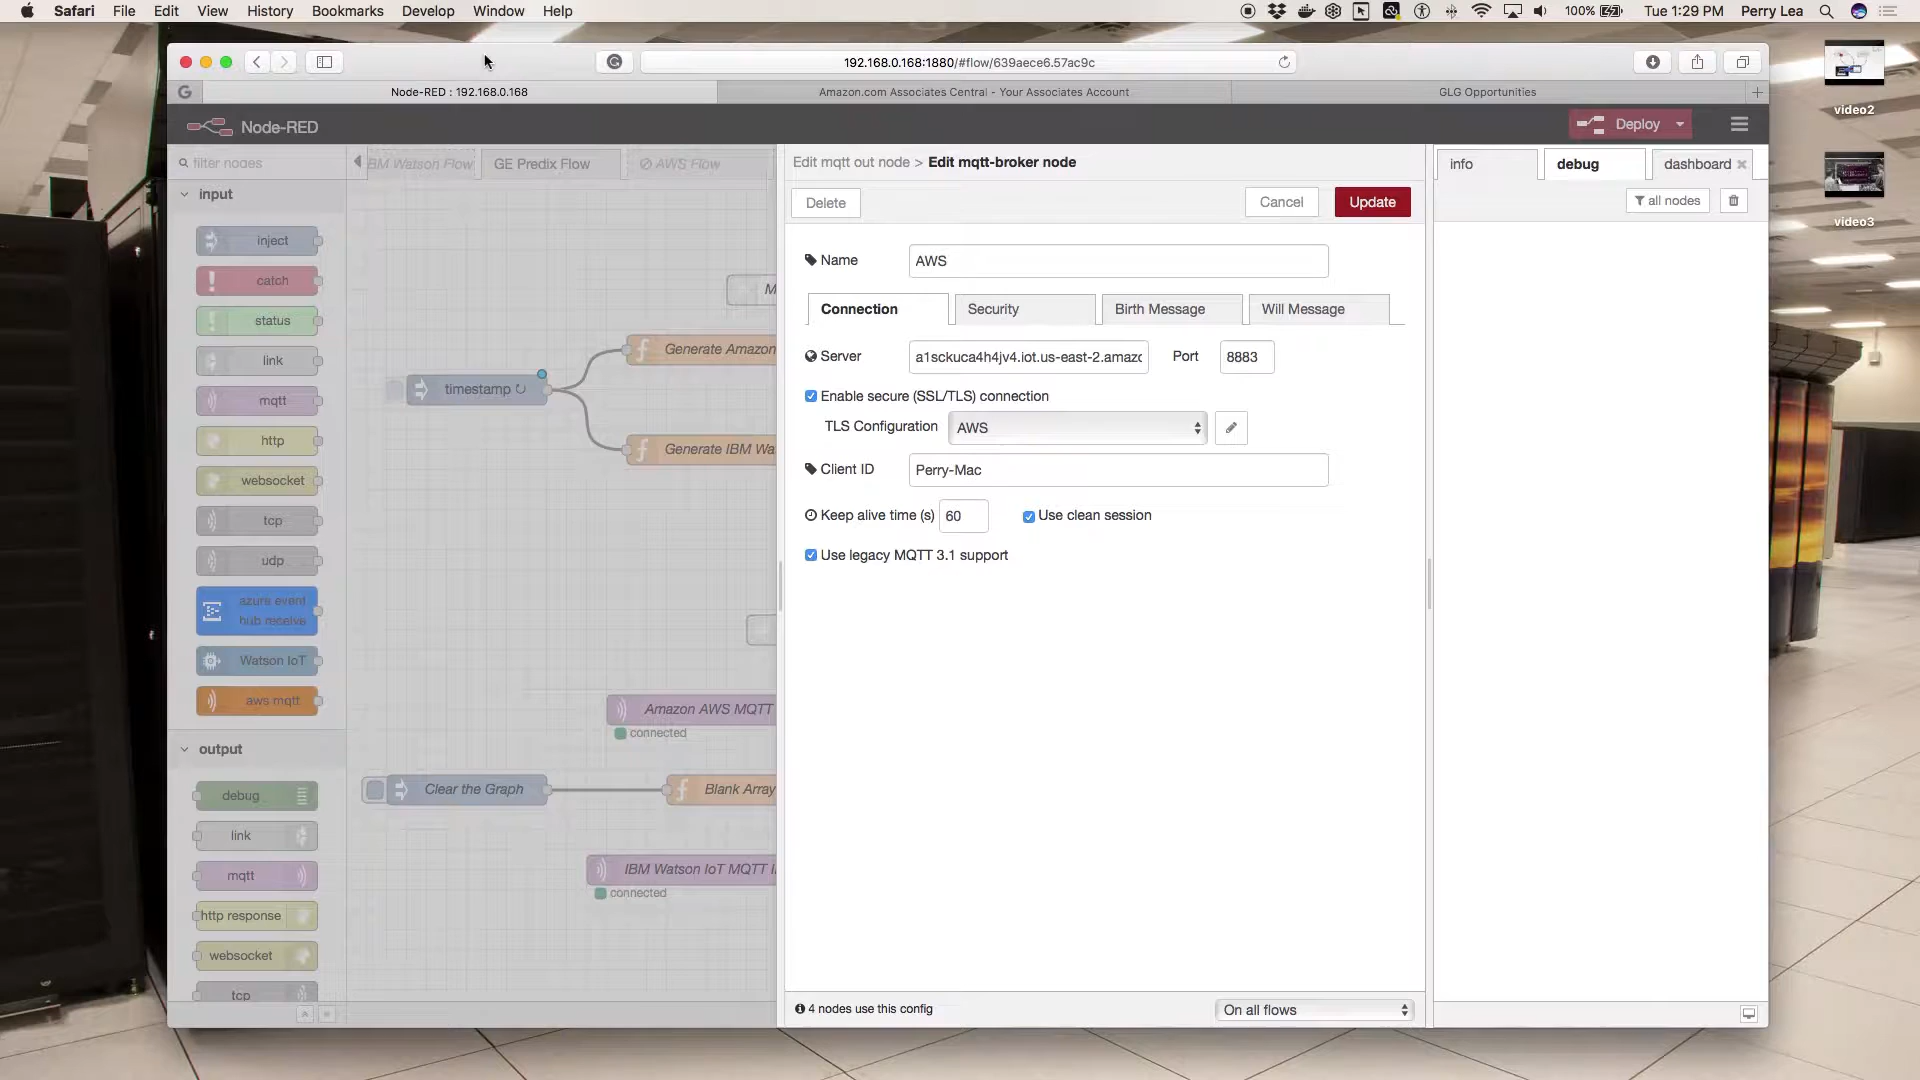 Safari File Edit View History Bookmarks Develop Window Help 100% Tue 1:29 PM Perry Lea
192.168.0.168:1880/#flow/639aece6.57ac9c
Node-RED : 192.168.0.168 Amazon.com Associates Central - Your Associates Account GLG Opportunities
video2
video3
Node-RED Deploy
filter nodes
IBM Watson Flow GE Predix Flow AWS Flow
Edit mqtt out node > Edit mqtt-broker node
info debug dashboard
Delete Cancel Update
all nodes
input
inject
catch
status
link
mqtt
http
websocket
tcp
udp
azure event
hub receive
Watson IoT
aws mqtt
output
debug
link
mqtt
http response
websocket
tcp
M
Generate Amazon
timestamp ↻
Generate IBM Wa
Amazon AWS MQTT
connected
Clear the Graph
Blank Array
IBM Watson IoT MQTT I
connected
Name AWS
Connection Security Birth Message Will Message
Server a1sckuca4h4jv4.iot.us-east-2.amazo Port 8883
Enable secure (SSL/TLS) connection
TLS Configuration AWS
Client ID Perry-Mac
Keep alive time (s) 60 Use clean session
Use legacy MQTT 3.1 support
4 nodes use this config On all flows